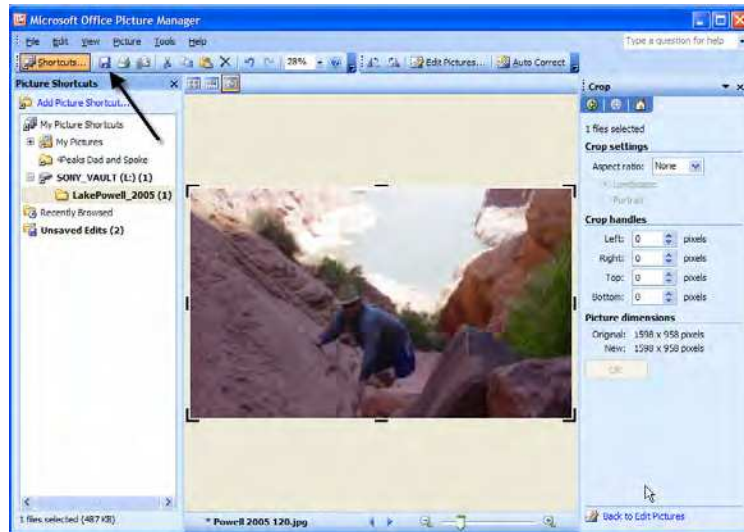 Microsoft Office Picture Manager
File Edit View Picture Tools Help
Type a question for help
Shortcuts... 28% Edit Pictures... Auto Correct
Picture Shortcuts
Add Picture Shortcut...
My Picture Shortcuts
My Pictures
4Peaks Dad and Spoke
SONY_VAULT (L:) (1)
LakePowell_2005 (1)
Recently Browsed
Unsaved Edits (2)
Crop
1 files selected
Crop settings
Aspect ratio: None
Landscape
Portrait
Crop handles
Left: 0 pixels
Right: 0 pixels
Top: 0 pixels
Bottom: 0 pixels
Picture dimensions
Original: 1598 x 958 pixels
New: 1598 x 958 pixels
OK
Back to Edit Pictures
1 files selected (487 KB)
* Powell 2005 120.jpg